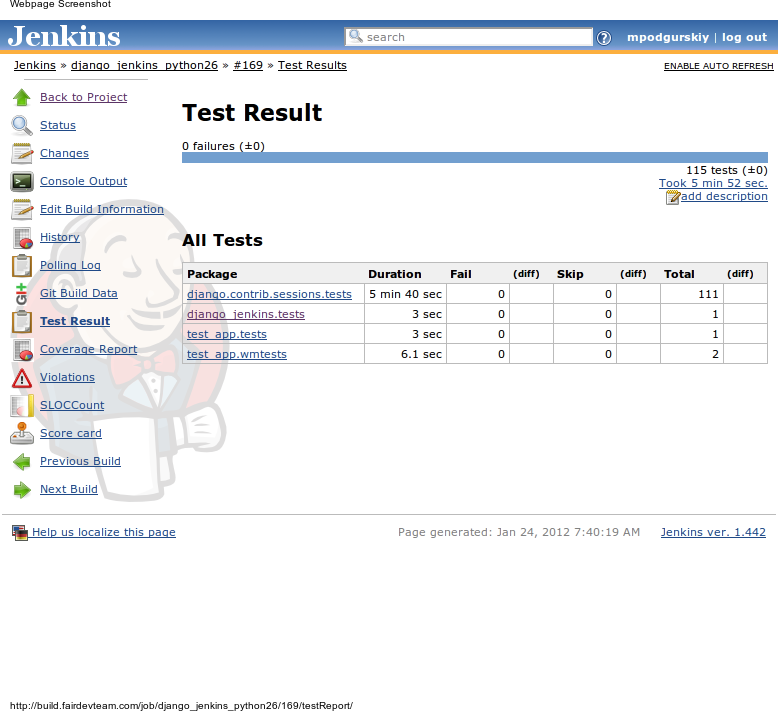 Webpage Screenshot
Jenkins
search
mpodgurskiy | log out
Jenkins » django_jenkins_python26 » #169 » Test Results
ENABLE AUTO REFRESH
Back to Project
Status
Changes
Console Output
Edit Build Information
History
Polling Log
Git Build Data
Test Result
Coverage Report
Violations
SLOCCount
Score card
Previous Build
Next Build
Test Result
0 failures (±0)
115 tests (±0)
Took 5 min 52 sec.
add description
All Tests
Package Duration Fail (diff) Skip (diff) Total (diff)
django.contrib.sessions.tests 5 min 40 sec 0 0 111
django_jenkins.tests 3 sec 0 0 1
test_app.tests 3 sec 0 0 1
test_app.wmtests 6.1 sec 0 0 2
Help us localize this page
Page generated: Jan 24, 2012 7:40:19 AM
Jenkins ver. 1.442
http://build.fairdevteam.com/job/django_jenkins_python26/169/testReport/